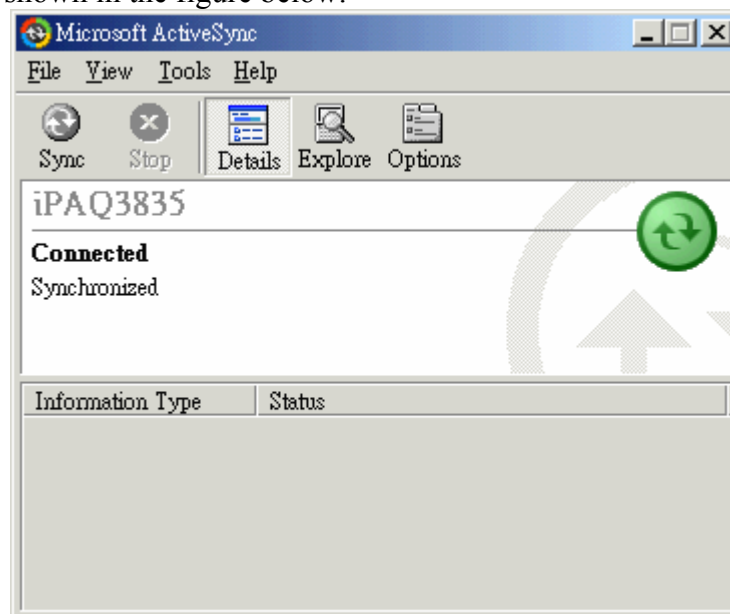 shown in the figure below.
Microsoft ActiveSync
File View Tools Help
Sync Stop Details Explore Options
iPAQ3835
Connected
Synchronized
Information Type Status